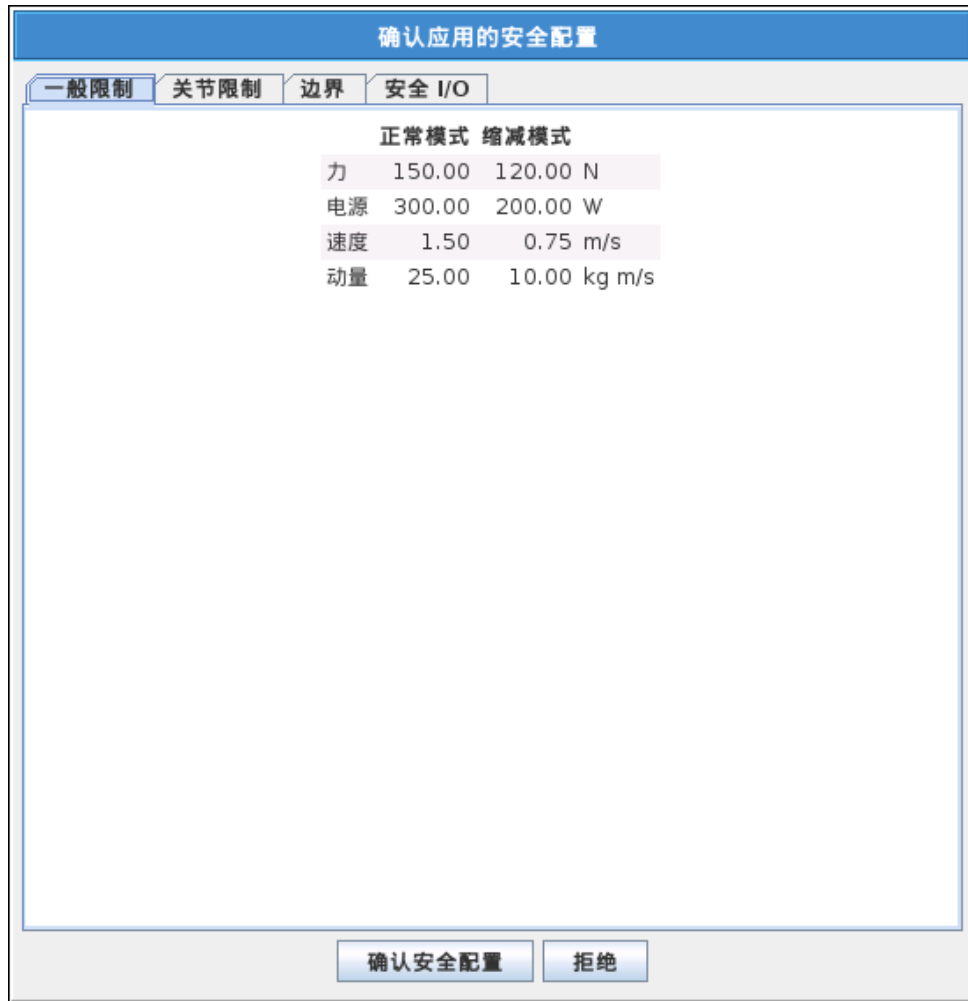 确认应用的安全配置
一般限制 关节限制 边界 安全 I/O
正常模式 缩减模式
力 150.00 120.00 N
电源 300.00 200.00 W
速度 1.50 0.75 m/s
动量 25.00 10.00 kg m/s
确认安全配置 拒绝